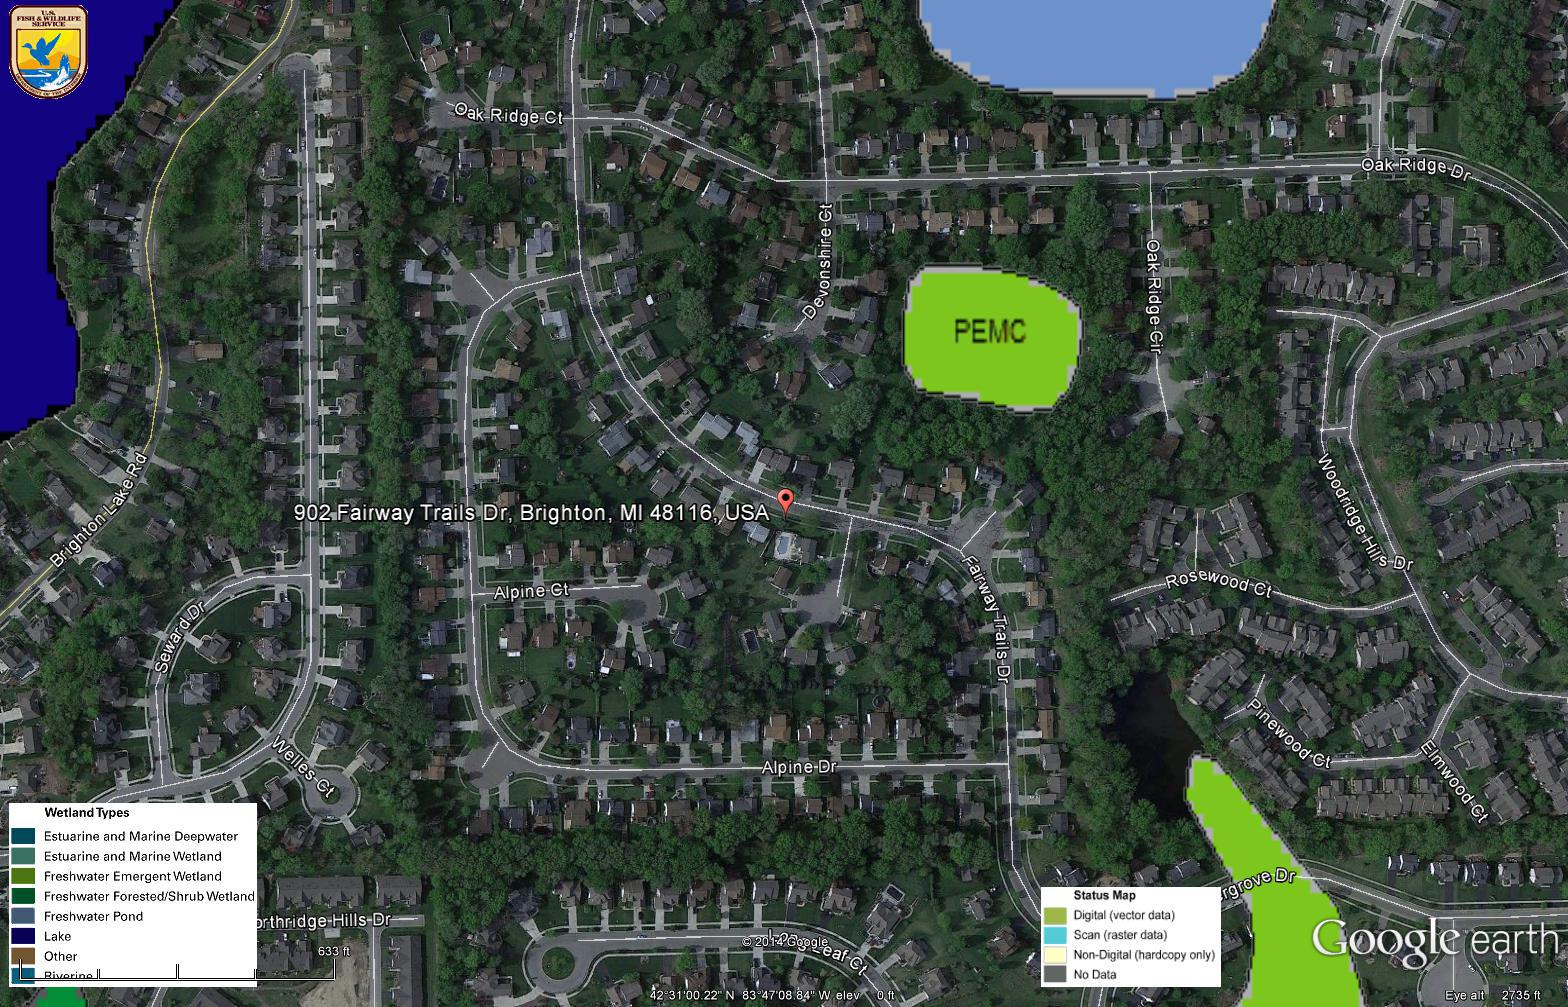 U.S.
FISH & WILDLIFE
SERVICE
Oak Ridge Ct
Oak Ridge Dr
Devonshire Ct
Oak Ridge Cir
PEMC
Brighton Lake Rd
Woodridge Hills Dr
902 Fairway Trails Dr, Brighton, MI 48116, USA
Fairway Trails Dr
Rosewood Ct
Alpine Ct
Seward Dr
Pinewood Ct
Welles Ct
Elmwood Ct
Alpine Dr
Wetland Types
Estuarine and Marine Deepwater
Estuarine and Marine Wetland
Freshwater Emergent Wetland
Freshwater Forested/Shrub Wetland
Freshwater Pond
Lake
Other
Riverine
633 ft
orthridge Hills Dr
rgrove Dr
Status Map
Digital (vector data)
Scan (raster data)
Non-Digital (hardcopy only)
No Data
© 2014 Google
Leaf Ct
Google earth
42°31'00.22" N 83°47'08.84" W elev 0 ft
Eye alt 2735 ft